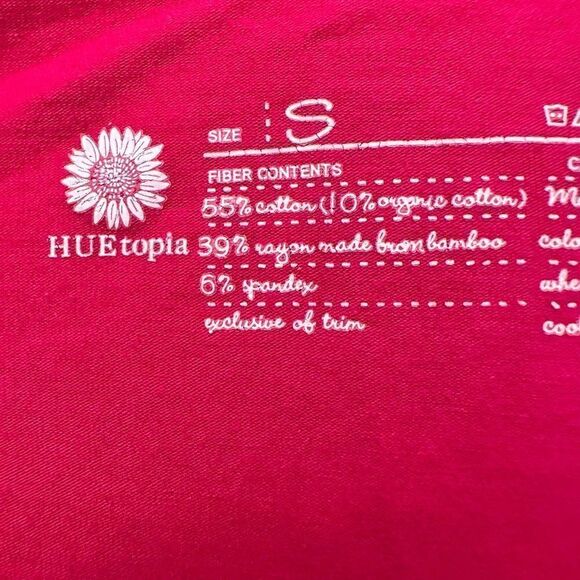 SIZE S
FIBER CONTENTS
55% cotton (10% organic cotton)
39% rayon made from bamboo
6% spandex
exclusive of trim
HUEtopia